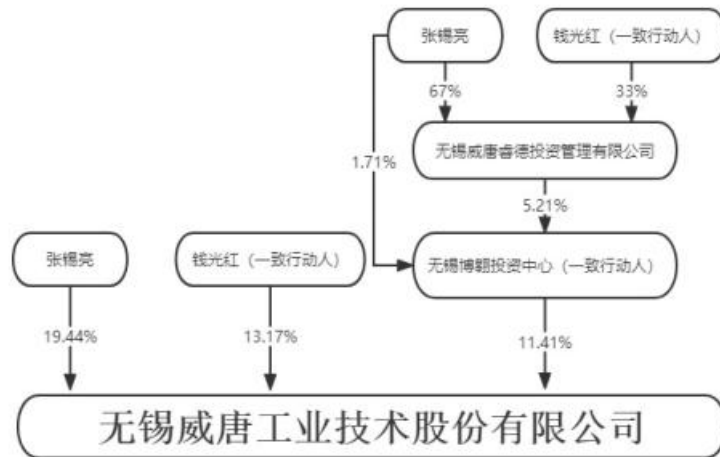 张锡亮
钱光红（一致行动人）
67%
33%
无锡威唐睿德投资管理有限公司
1.71%
5.21%
张锡亮
钱光红（一致行动人）
无锡博翱投资中心（一致行动人）
19.44%
13.17%
11.41%
无锡威唐工业技术股份有限公司